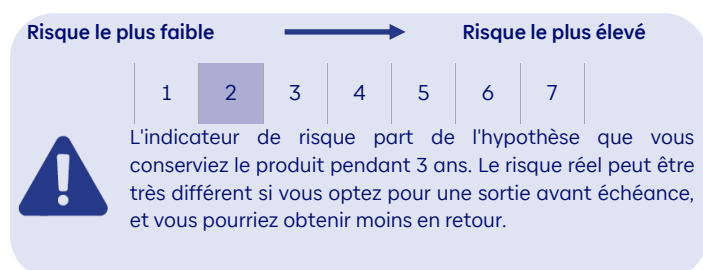 Risque le plus faible Risque le plus élevé
1 2 3 4 5 6 7
L'indicateur de risque part de l'hypothèse que vous
conserviez le produit pendant 3 ans. Le risque réel peut être
très différent si vous optez pour une sortie avant échéance,
et vous pourriez obtenir moins en retour.